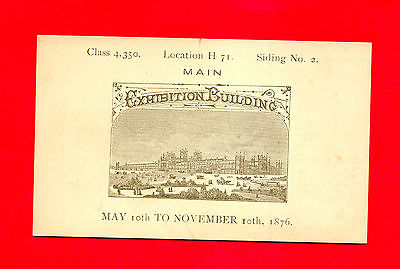 Class 4,350. Location H 71. Siding No. 2.
MAIN
EXHIBITION BUILDING
MAY 10th TO NOVEMBER 10th, 1876.